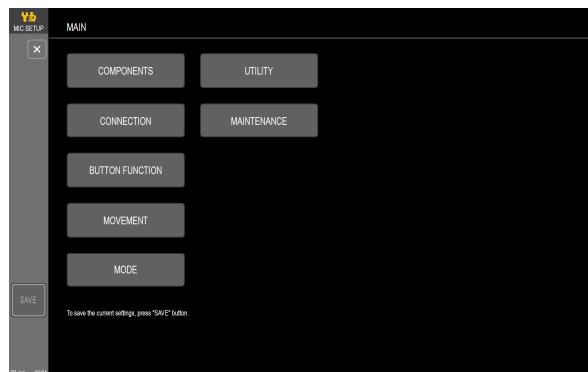 MIC SETUP
MAIN
COMPONENTS
UTILITY
CONNECTION
MAINTENANCE
BUTTON FUNCTION
MOVEMENT
MODE
SAVE
To save the current settings, press "SAVE" button.